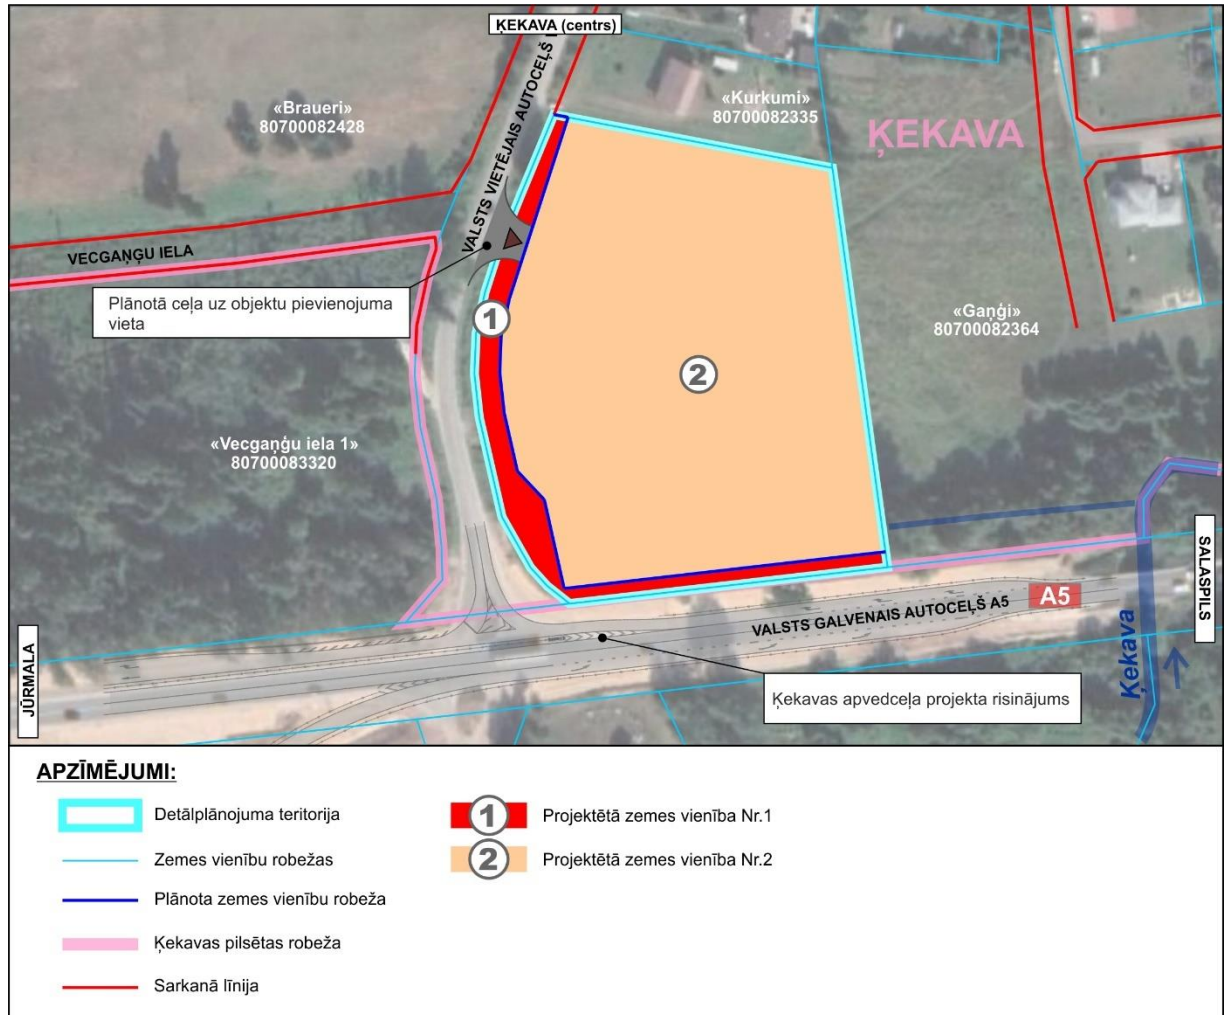 ĶEKAVA (centrs)
«Braueri»
80700082428
«Kurkumi»
80700082335
ĶEKAVA
VALSTS VIETĒJAIS AUTOCEĻŠ
VECGAŅĢU IELA
Plānotā ceļa uz objektu pievienojuma
vieta
1
2
«Gaņģi»
80700082364
«Vecgaņģu iela 1»
80700083320
SALASPILS
A5
VALSTS GALVENAIS AUTOCEĻŠ A5
JŪRMALA
Ķekava
Ķekavas apvedceļa projekta risinājums
APZĪMĒJUMI:
Detālplānojuma teritorija
Zemes vienību robežas
Plānota zemes vienību robeža
Ķekavas pilsētas robeža
Sarkanā līnija
1 Projektētā zemes vienība Nr.1
2 Projektētā zemes vienība Nr.2